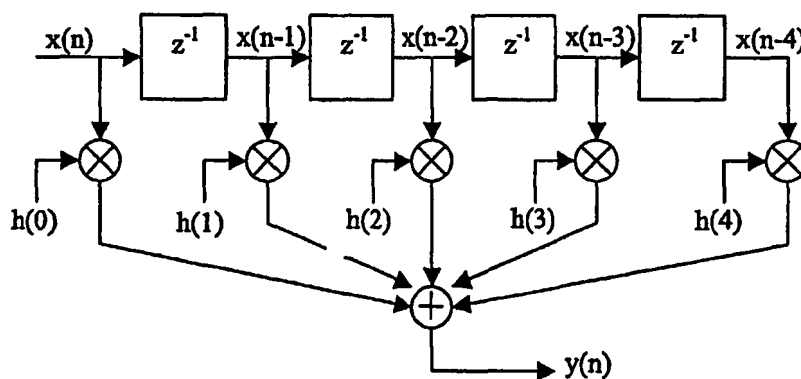 x(n) z⁻¹ x(n-1) z⁻¹ x(n-2) z⁻¹ x(n-3) z⁻¹ x(n-4)
h(0) h(1) h(2) h(3) h(4)
+
y(n)